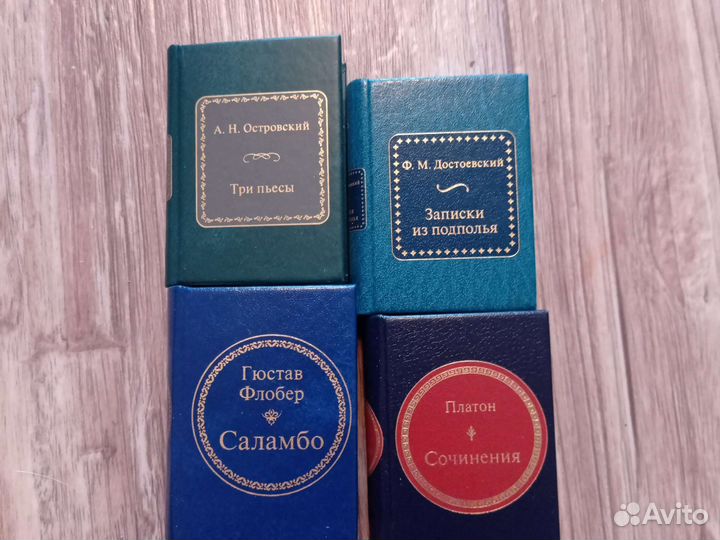 А. Н. Островский
Три пьесы
Ф. М. Достоевский
Записки
из подполья
Гюстав
Флобер
Саламбо
Платон
Сочинения
Avito